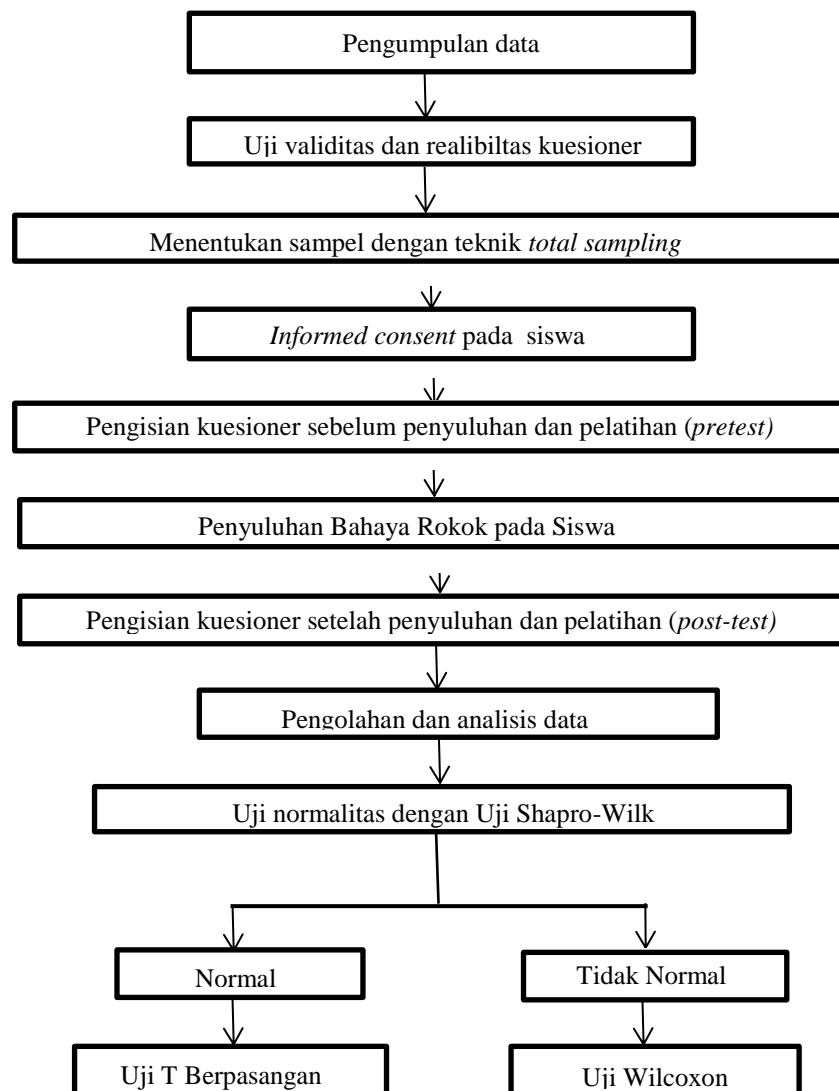 Pengumpulan data
Uji validitas dan realibiltas kuesioner
Menentukan sampel dengan teknik total sampling
Informed consent pada siswa
Pengisian kuesioner sebelum penyuluhan dan pelatihan (pretest)
Penyuluhan Bahaya Rokok pada Siswa
Pengisian kuesioner setelah penyuluhan dan pelatihan (post-test)
Pengolahan dan analisis data
Uji normalitas dengan Uji Shapro-Wilk
Normal
Tidak Normal
Uji T Berpasangan
Uji Wilcoxon